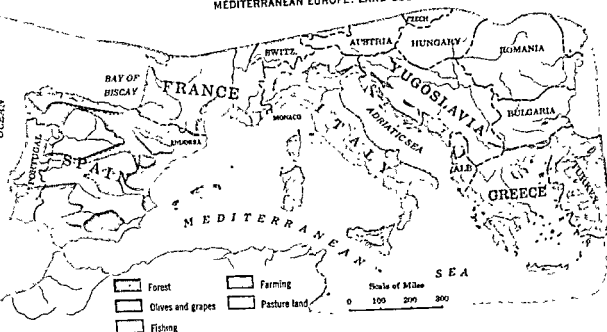 MEDITERRANEAN EUROPE: LAND
CZECH
SWITZ.
AUSTRIA
HUNGARY
ROMANIA
BAY OF
BISCAY
FRANCE
YUGOSLAVIA
OCEAN
MONACO
ADRIATIC SEA
BULGARIA
ANDORRA
ITALY
PORTUGAL
SPAIN
ALB.
GREECE
TURKEY
MEDITERRANEAN
SEA
Forest
Farming
Scale of Miles
Olives and grapes
Pasture land
0 100 200 300
Fishing